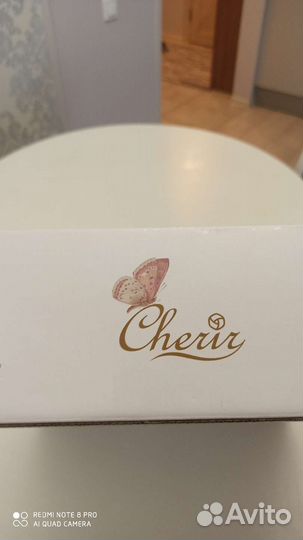 Cherir
REDMI NOTE 8 PRO
AI QUAD CAMERA
Avito